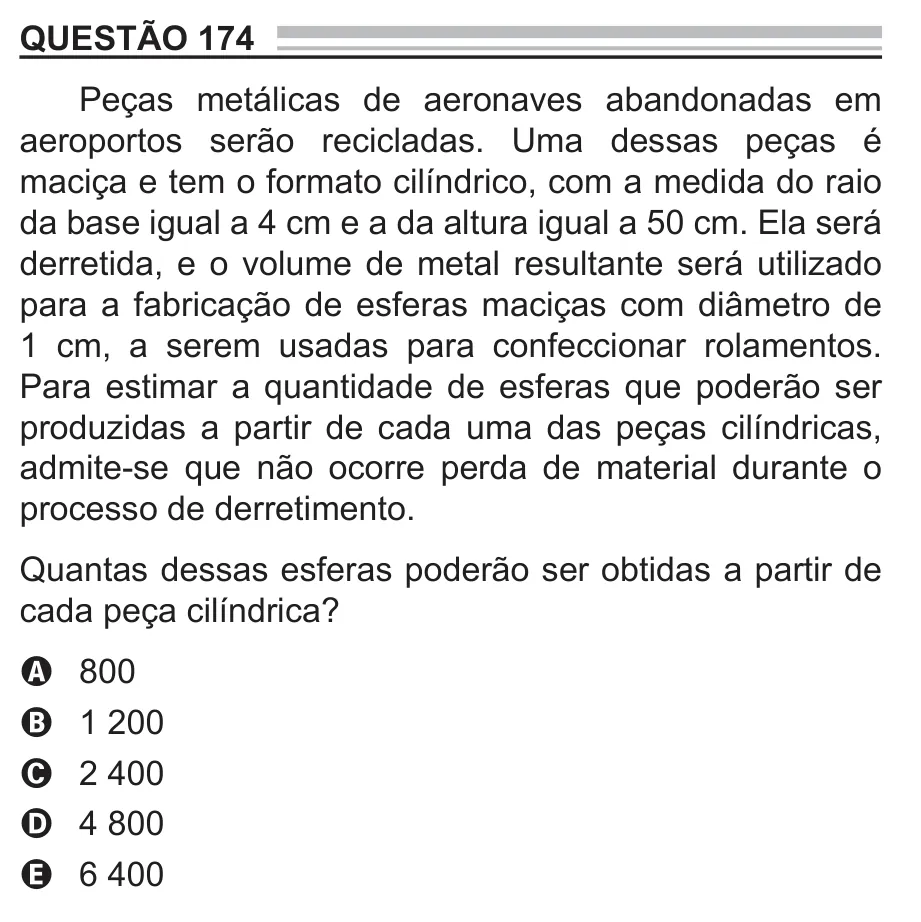 QUESTÃO 174
Peças metálicas de aeronaves abandonadas em
aeroportos serão recicladas. Uma dessas peças é
maciça e tem o formato cilíndrico, com a medida do raio
da base igual a 4 cm e a da altura igual a 50 cm. Ela será
derretida, e o volume de metal resultante será utilizado
para a fabricação de esferas maciças com diâmetro de
1 cm, a serem usadas para confeccionar rolamentos.
Para estimar a quantidade de esferas que poderão ser
produzidas a partir de cada uma das peças cilíndricas,
admite-se que não ocorre perda de material durante o
processo de derretimento.
Quantas dessas esferas poderão ser obtidas a partir de
cada peça cilíndrica?
A 800
B 1 200
C 2 400
D 4 800
E 6 400